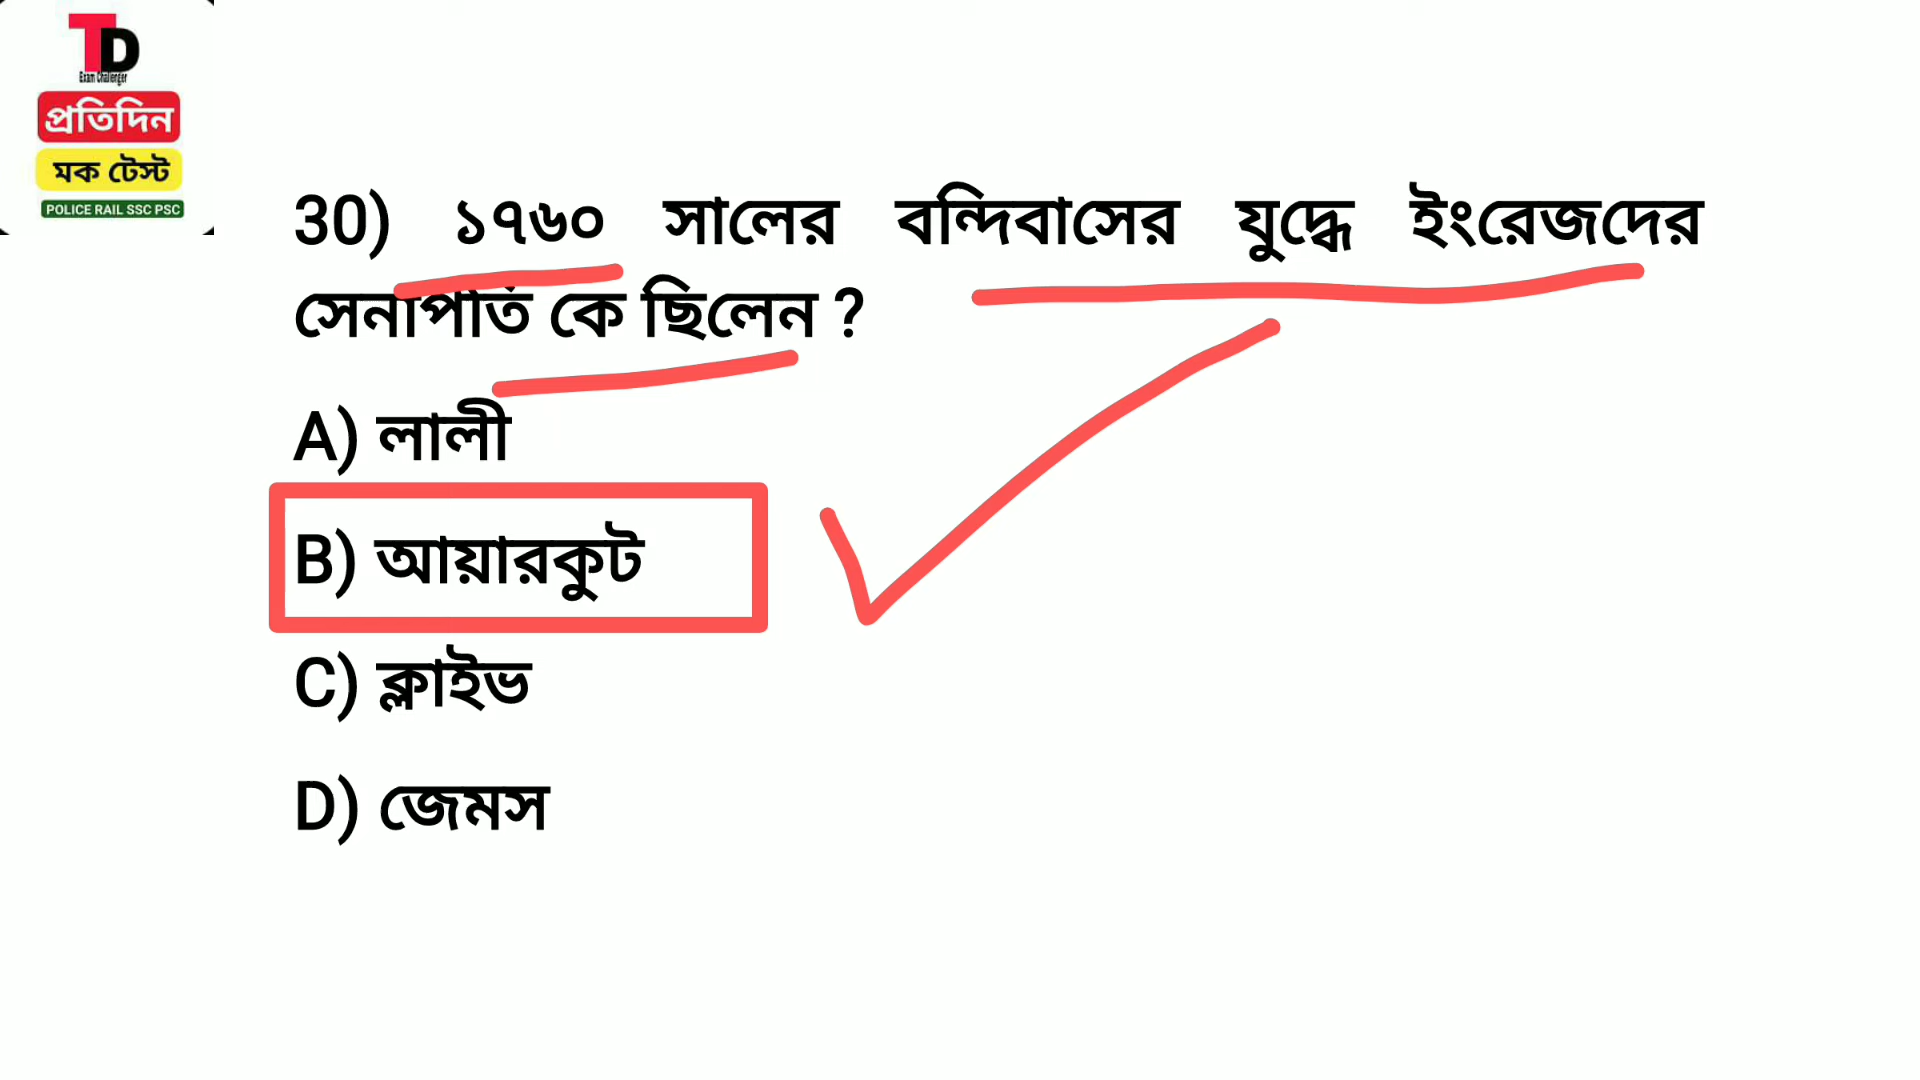 TD
Exam Challenger
প্রতিদিন
মক টেস্ট
POLICE RAIL SSC PSC
30) ১৭৬০ সালের বন্দিবাসের যুদ্ধে ইংরেজদের
সেনাপতি কে ছিলেন ?
A) লালী
B) আয়ারকুট
C) ক্লাইভ
D) জেমস